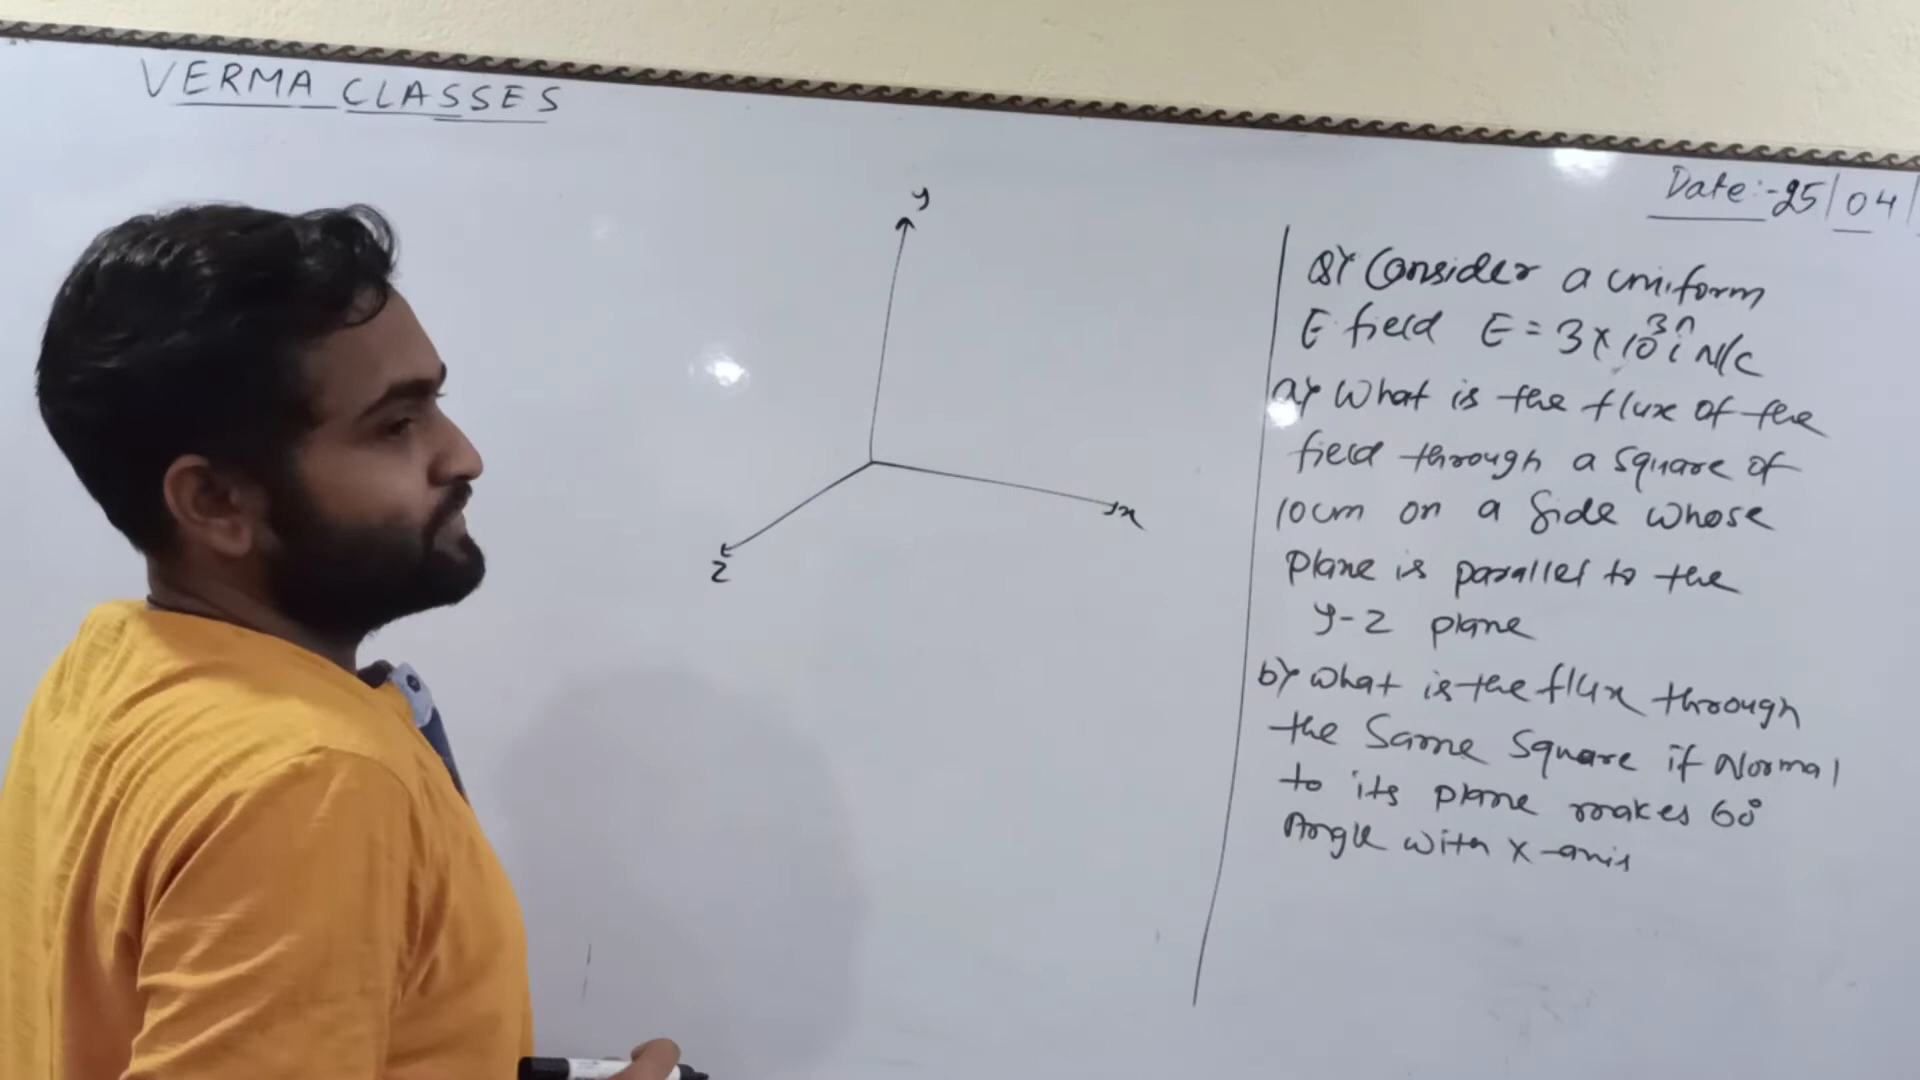 VERMA CLASSES
Date:-25/04/
y
x
z
Q) Consider a uniform
E field E = 3 x 10³ î N/C
a) What is the flux of the
field through a square of
10cm on a side whose
plane is parallel to the
y-z plane
b) What is the flux through
the same square if Normal
to its plane makes 60°
Angle with x-axis